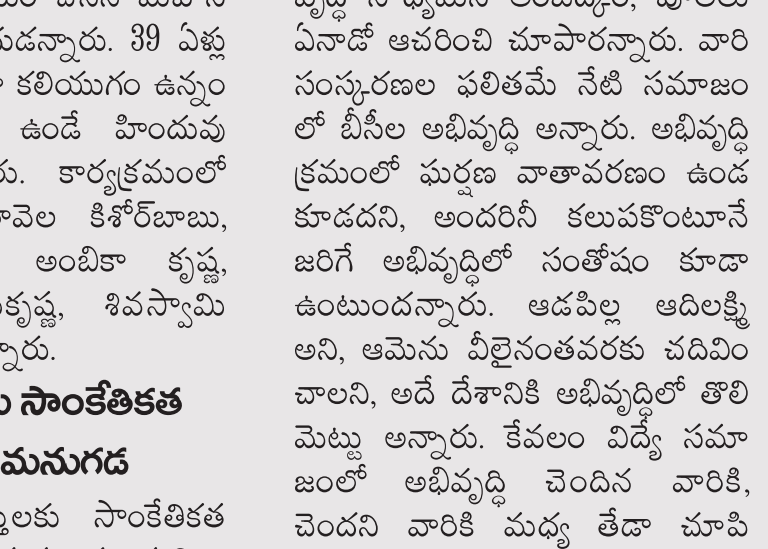 యుడన్నారు. 39 ఏళ్లు
కలియుగం ఉన్నం
ఉండే హిందువు
రు. కార్యక్రమంలో
కిశోర్‌బాబు,
అంబికా కృష్ణ,
శివస్వామి
న్నారు.
సాంకేతికత
మనుగడ
సాంకేతికత
ఏనాడో ఆచరించి చూపారన్నారు. వారి
సంస్కరణల ఫలితమే నేటి సమాజం
లో బీసీల అభివృద్ధి అన్నారు. అభివృద్ధి
క్రమంలో ఘర్షణ వాతావరణం ఉండ
కూడదని, అందరినీ కలుపకొంటూనే
జరిగే అభివృద్ధిలో సంతోషం కూడా
ఉంటుందన్నారు. ఆడపిల్ల ఆదిలక్ష్మి
అని, ఆమెను వీలైనంతవరకు చదివిం
చాలని, అదే దేశానికి అభివృద్ధిలో తొలి
మెట్టు అన్నారు. కేవలం విద్యే సమా
జంలో అభివృద్ధి చెందిన వారికి,
చెందని వారికి మధ్య తేడా చూపి